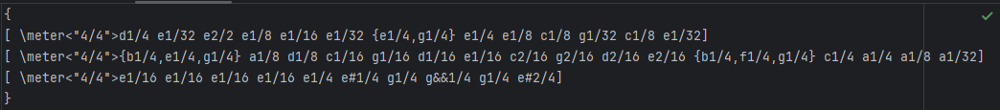 {
[ \meter<"4/4">d1/4 e1/32 e2/2 e1/8 e1/16 e1/32 {e1/4,g1/4} e1/4 e1/8 c1/8 g1/32 c1/8 e1/32]
[ \meter<"4/4">{b1/4,e1/4,g1/4} a1/8 d1/8 c1/16 g1/16 d1/16 e1/16 c2/16 g2/16 d2/16 e2/16 {b1/4,f1/4,g1/4} c1/4 a1/4 a1/8 a1/32]
[ \meter<"4/4">e1/16 e1/16 e1/16 e1/16 e1/4 e#1/4 g1/4 g&&1/4 g1/4 e#2/4]
}